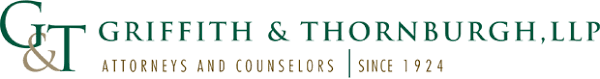 G&T GRIFFITH & THORNBURGH, LLP
ATTORNEYS AND COUNSELORS | SINCE 1924